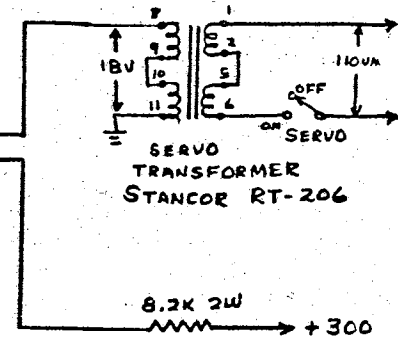 8 1
9 2
18V 110VA
10 5
11 6
OFF
ON
SERVO
SERVO
TRANSFORMER
STANCOR RT-206
8.2K 2W
+300